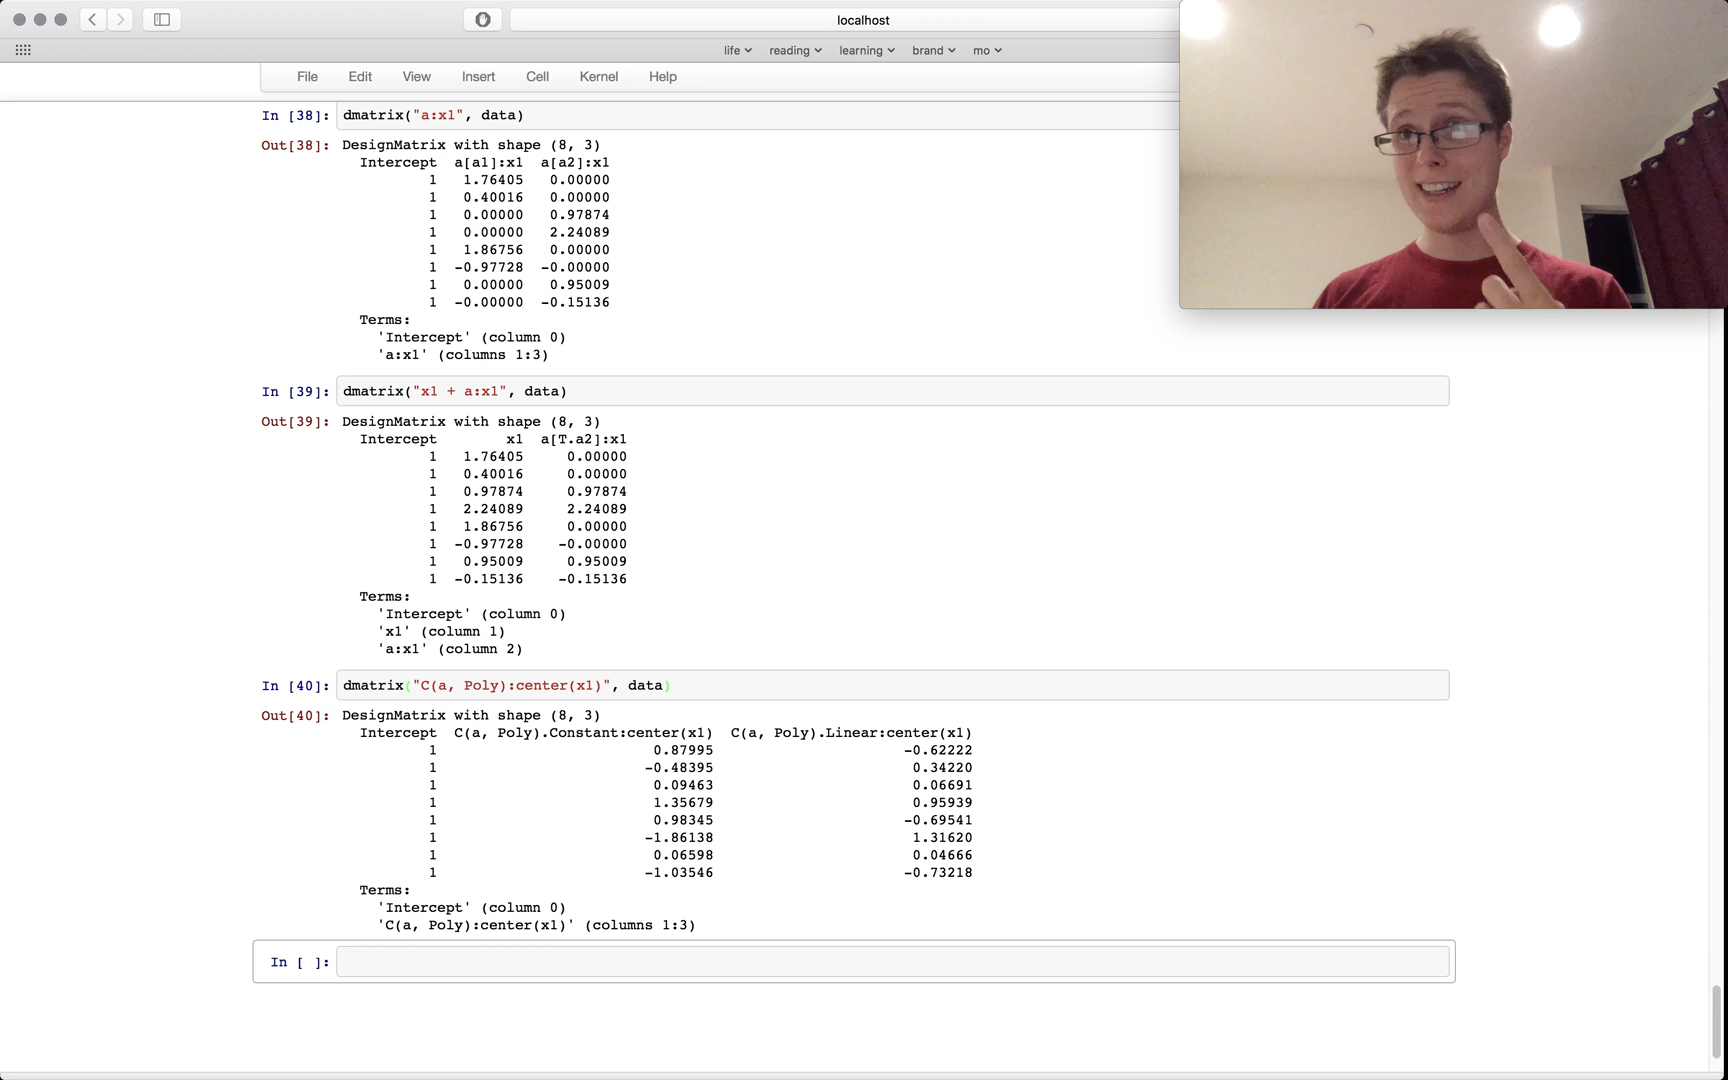 localhost
life reading learning brand mo
File Edit View Insert Cell Kernel Help
In [38]: dmatrix("a:x1", data)
Out[38]: DesignMatrix with shape (8, 3)
Intercept a[a1]:x1 a[a2]:x1
1 1.76405 0.00000
1 0.40016 0.00000
1 0.00000 0.97874
1 0.00000 2.24089
1 1.86756 0.00000
1 -0.97728 -0.00000
1 0.00000 0.95009
1 -0.00000 -0.15136
Terms:
'Intercept' (column 0)
'a:x1' (columns 1:3)
In [39]: dmatrix("x1 + a:x1", data)
Out[39]: DesignMatrix with shape (8, 3)
Intercept x1 a[T.a2]:x1
1 1.76405 0.00000
1 0.40016 0.00000
1 0.97874 0.97874
1 2.24089 2.24089
1 1.86756 0.00000
1 -0.97728 -0.00000
1 0.95009 0.95009
1 -0.15136 -0.15136
Terms:
'Intercept' (column 0)
'x1' (column 1)
'a:x1' (column 2)
In [40]: dmatrix("C(a, Poly):center(x1)", data)
Out[40]: DesignMatrix with shape (8, 3)
Intercept C(a, Poly).Constant:center(x1) C(a, Poly).Linear:center(x1)
1 0.87995 -0.62222
1 -0.48395 0.34220
1 0.09463 0.06691
1 1.35679 0.95939
1 0.98345 -0.69541
1 -1.86138 1.31620
1 0.06598 0.04666
1 -1.03546 -0.73218
Terms:
'Intercept' (column 0)
'C(a, Poly):center(x1)' (columns 1:3)
In [ ]: